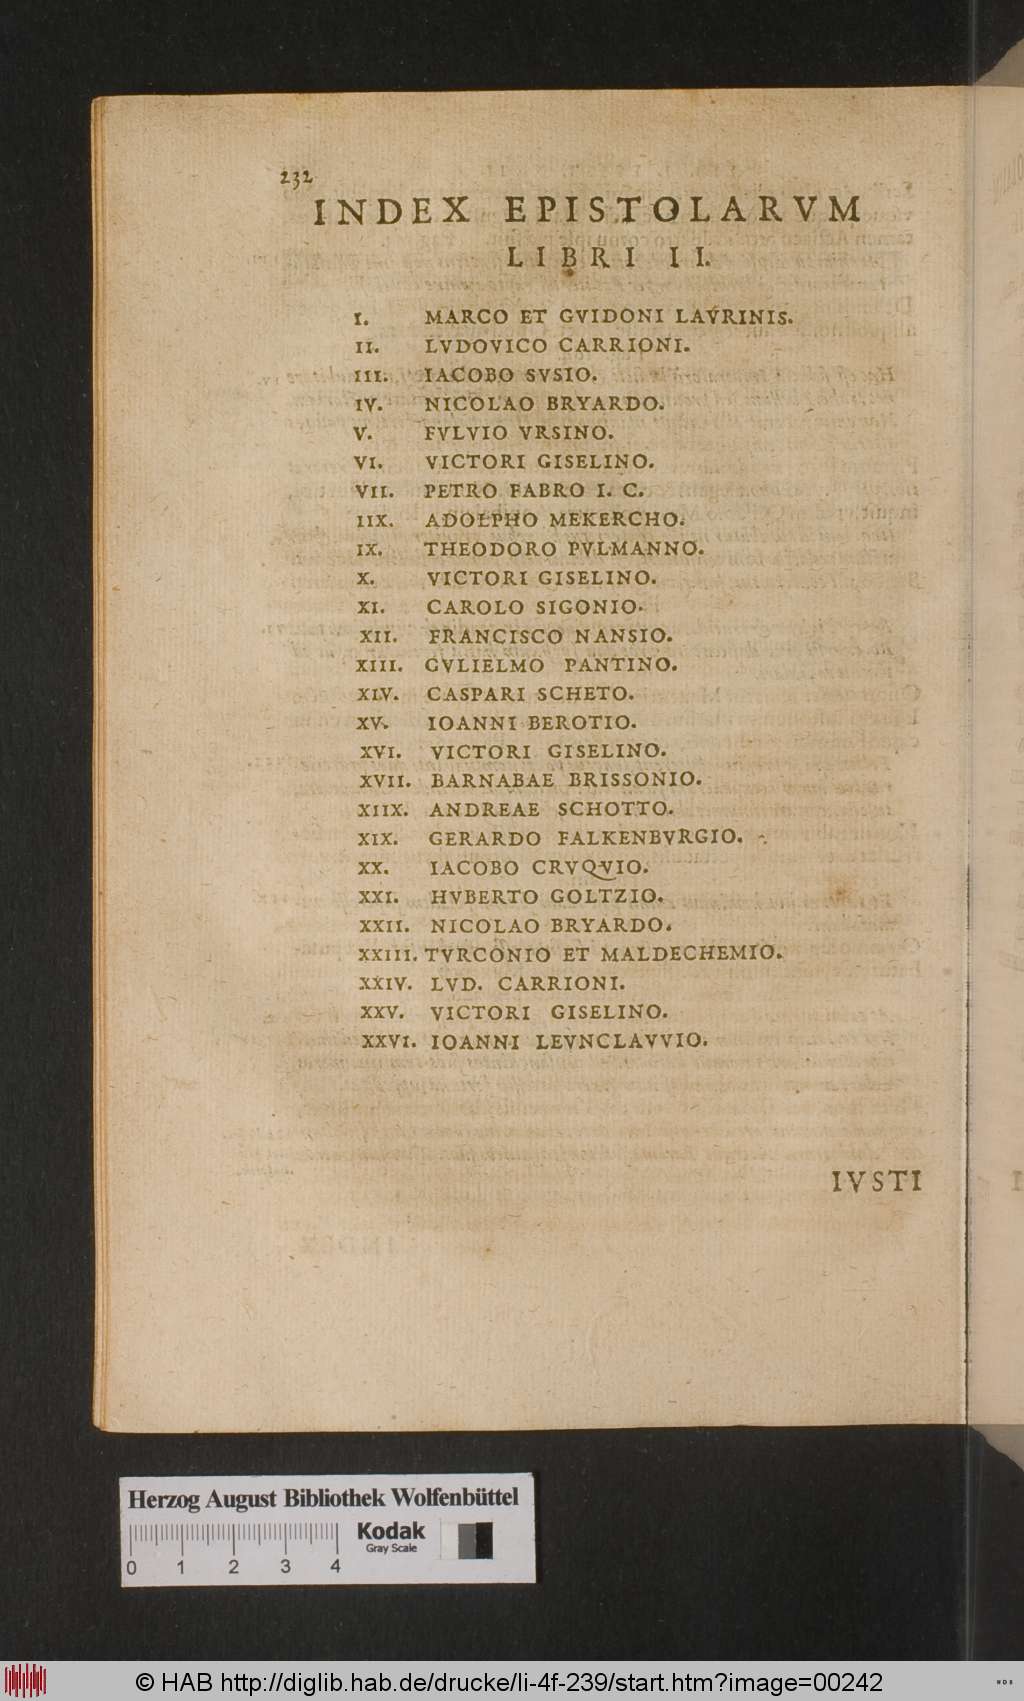 232
INDEX EPISTOLARVM
LIBRI II.
I. MARCO ET GVIDONI LAVRINIS.
II. LVDOVICO CARRIONI.
III. IACOBO SVSIO.
IV. NICOLAO BRYARDO.
V. FVLVIO VRSINO.
VI. VICTORI GISELINO.
VII. PETRO FABRO I. C.
IIX. ADOLPHO MEKERCHO.
IX. THEODORO PVLMANNO.
X. VICTORI GISELINO.
XI. CAROLO SIGONIO.
XII. FRANCISCO NANSIO.
XIII. GVLIELMO PANTINO.
XIV. CASPARI SCHETO.
XV. IOANNI BEROTIO.
XVI. VICTORI GISELINO.
XVII. BARNABAE BRISSONIO.
XIIX. ANDREAE SCHOTTO.
XIX. GERARDO FALKENBVRGIO.
XX. IACOBO CRVQVIO.
XXI. HVBERTO GOLTZIO.
XXII. NICOLAO BRYARDO.
XXIII. TVRCONIO ET MALDECHEMIO.
XXIV. LVD. CARRIONI.
XXV. VICTORI GISELINO.
XXVI. IOANNI LEVNCLAVVIO.
IVSTI
Herzog August Bibliothek Wolfenbüttel
Kodak
Gray Scale
0 1 2 3 4
© HAB http://diglib.hab.de/drucke/li-4f-239/start.htm?image=00242